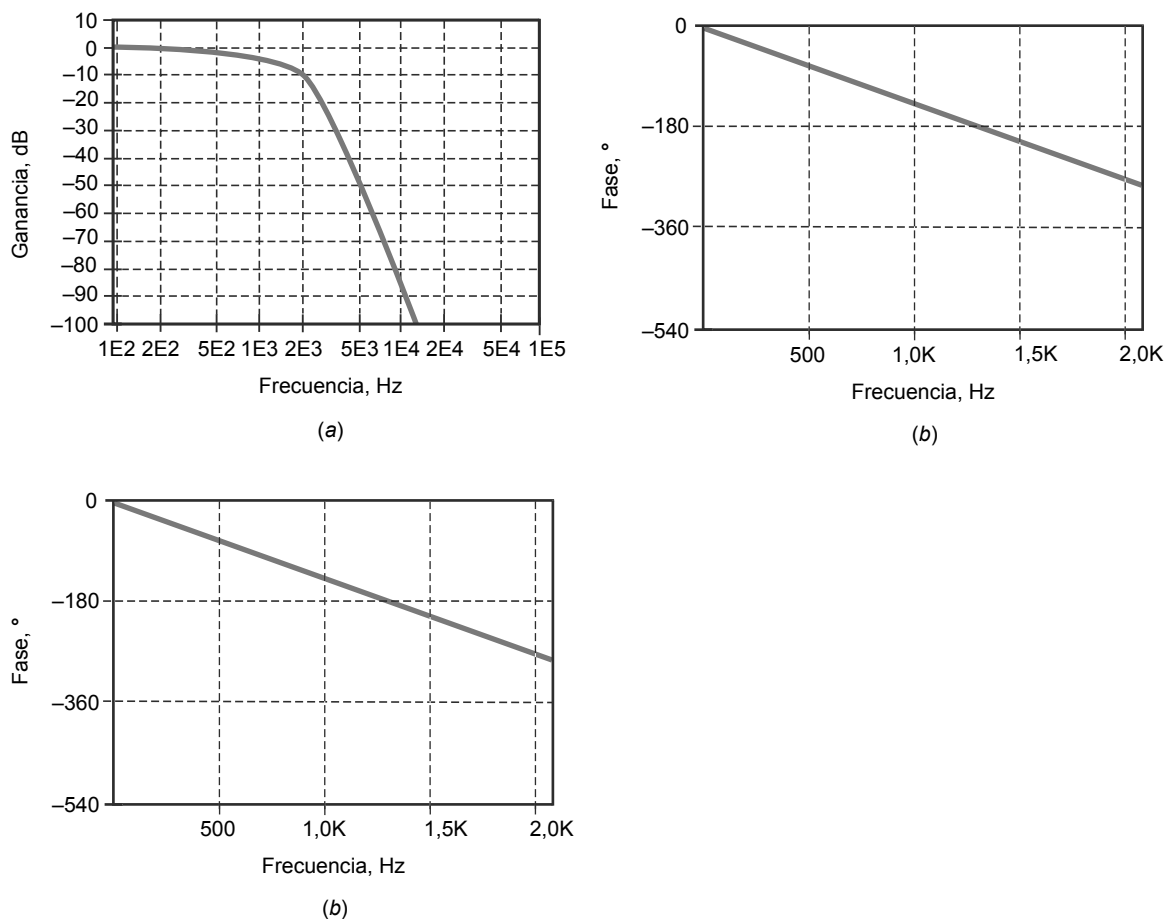 10
0
–10
–20
–30
–40
–50
–60
–70
–80
–90
–100
Ganancia, dB
1E2 2E2 5E2 1E3 2E3 5E3 1E4 2E4 5E4 1E5
Frecuencia, Hz
(a)
0
–180
–360
–540
Fase, °
500 1,0K 1,5K 2,0K
Frecuencia, Hz
(b)
0
–180
–360
–540
Fase, °
500 1,0K 1,5K 2,0K
Frecuencia, Hz
(b)